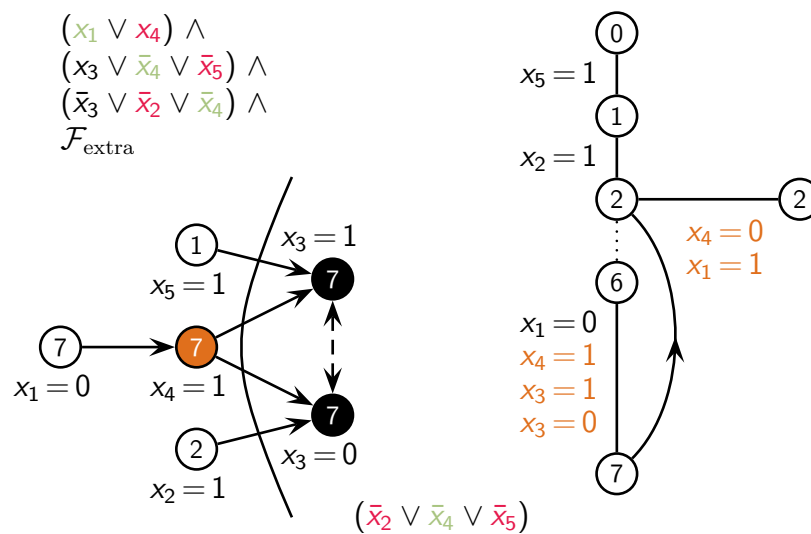 (x₁ ∨ x₄) ∧
(x₃ ∨ x̄₄ ∨ x̄₅) ∧
(x̄₃ ∨ x̄₂ ∨ x̄₄) ∧
ℱ_extra
1
x₅ = 1
x₃ = 1
7
7
x₁ = 0
7
x₄ = 1
2
x₂ = 1
7
x₃ = 0
(x̄₂ ∨ x̄₄ ∨ x̄₅)
0
x₅ = 1
1
x₂ = 1
2
2
x₄ = 0
x₁ = 1
6
x₁ = 0
x₄ = 1
x₃ = 1
x₃ = 0
7